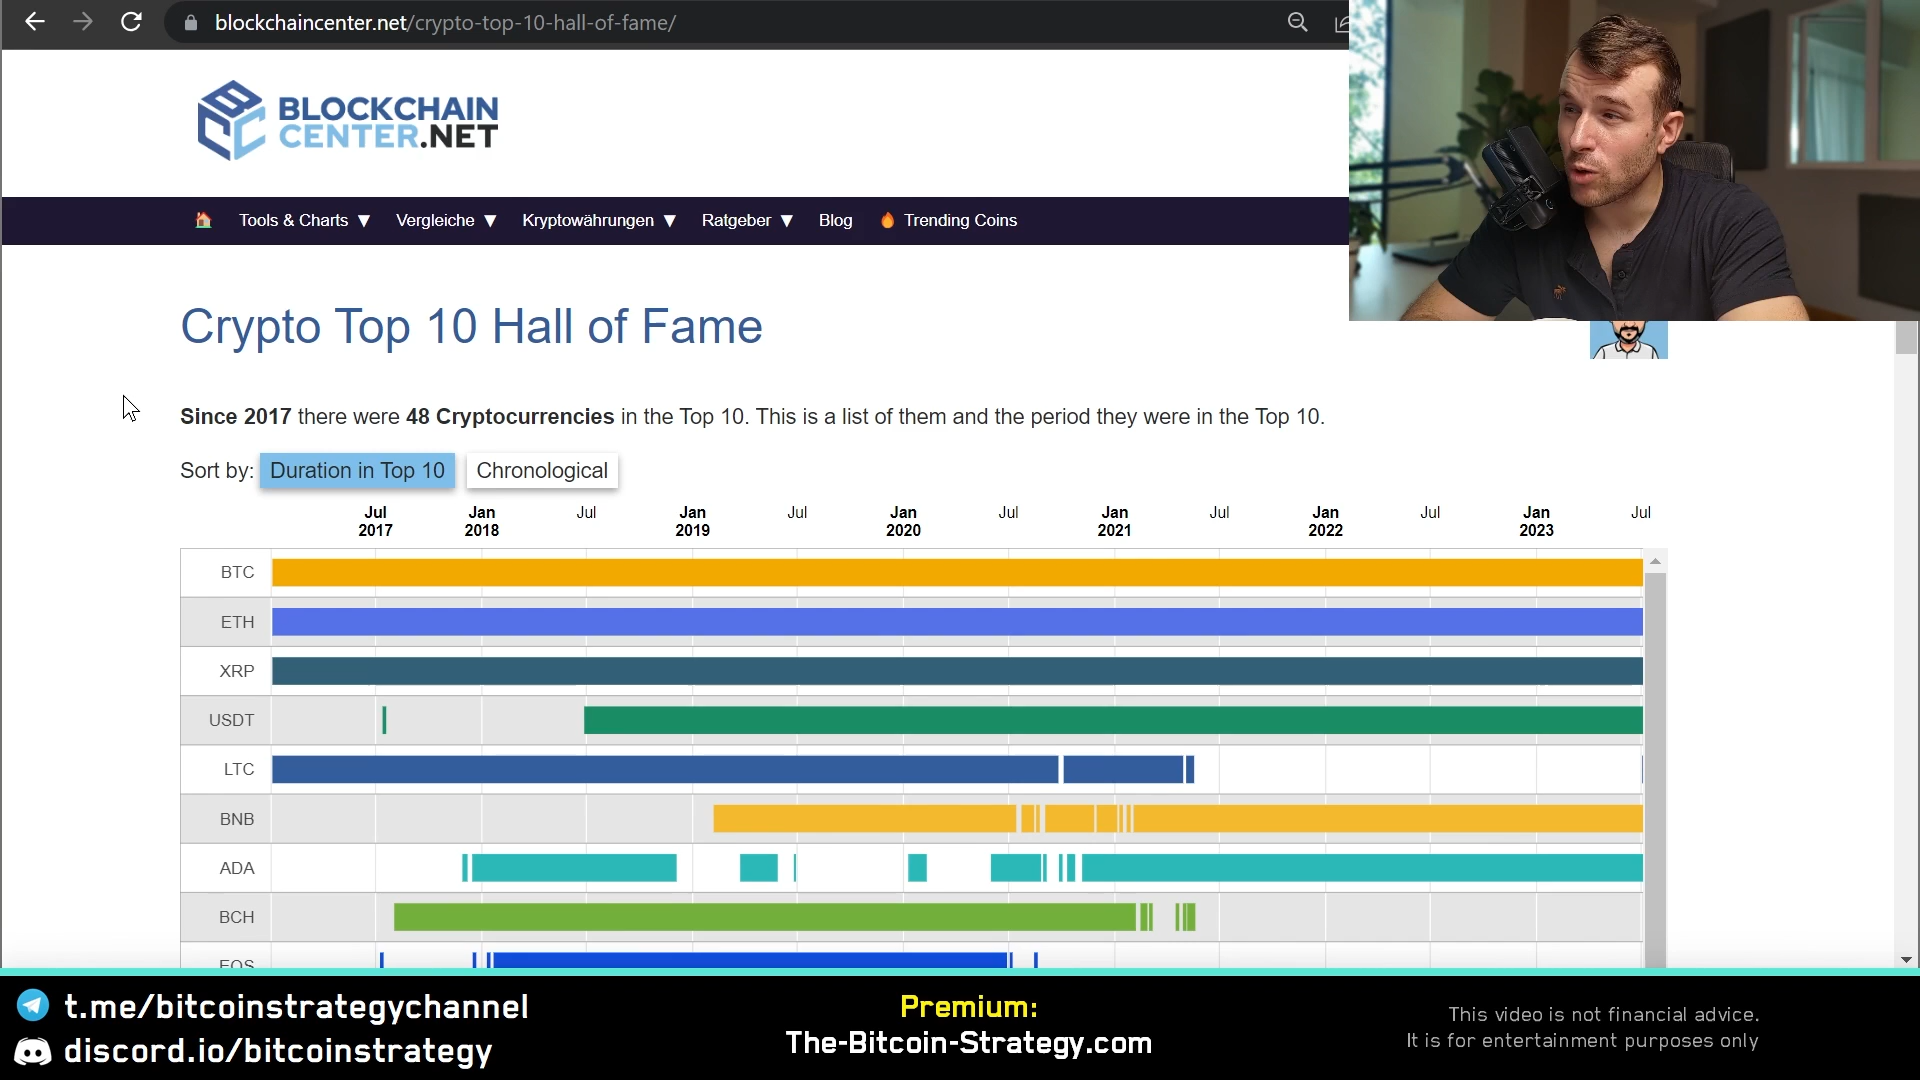 blockchaincenter.net/crypto-top-10-hall-of-fame/
BLOCKCHAIN
CENTER.NET
Tools & Charts ▼ Vergleiche ▼ Kryptowährungen ▼ Ratgeber ▼ Blog Trending Coins
Crypto Top 10 Hall of Fame
Since 2017 there were 48 Cryptocurrencies in the Top 10. This is a list of them and the period they were in the Top 10.
Sort by: Duration in Top 10 Chronological
Jul 2017 Jan 2018 Jul Jan 2019 Jul Jan 2020 Jul Jan 2021 Jul Jan 2022 Jul Jan 2023 Jul
BTC
ETH
XRP
USDT
LTC
BNB
ADA
BCH
EOS
t.me/bitcoinstrategychannel
discord.io/bitcoinstrategy
Premium:
The-Bitcoin-Strategy.com
This video is not financial advice.
It is for entertainment purposes only